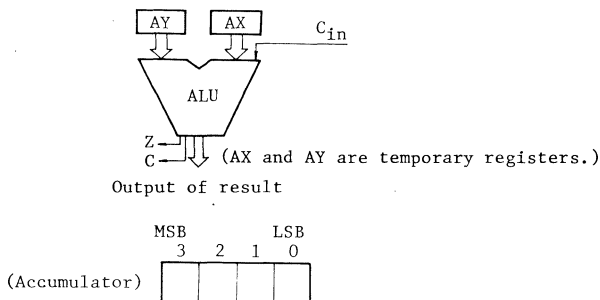 AY AX
C_in
ALU
Z
C
(AX and AY are temporary registers.)
Output of result
MSB LSB
3 2 1 0
(Accumulator)